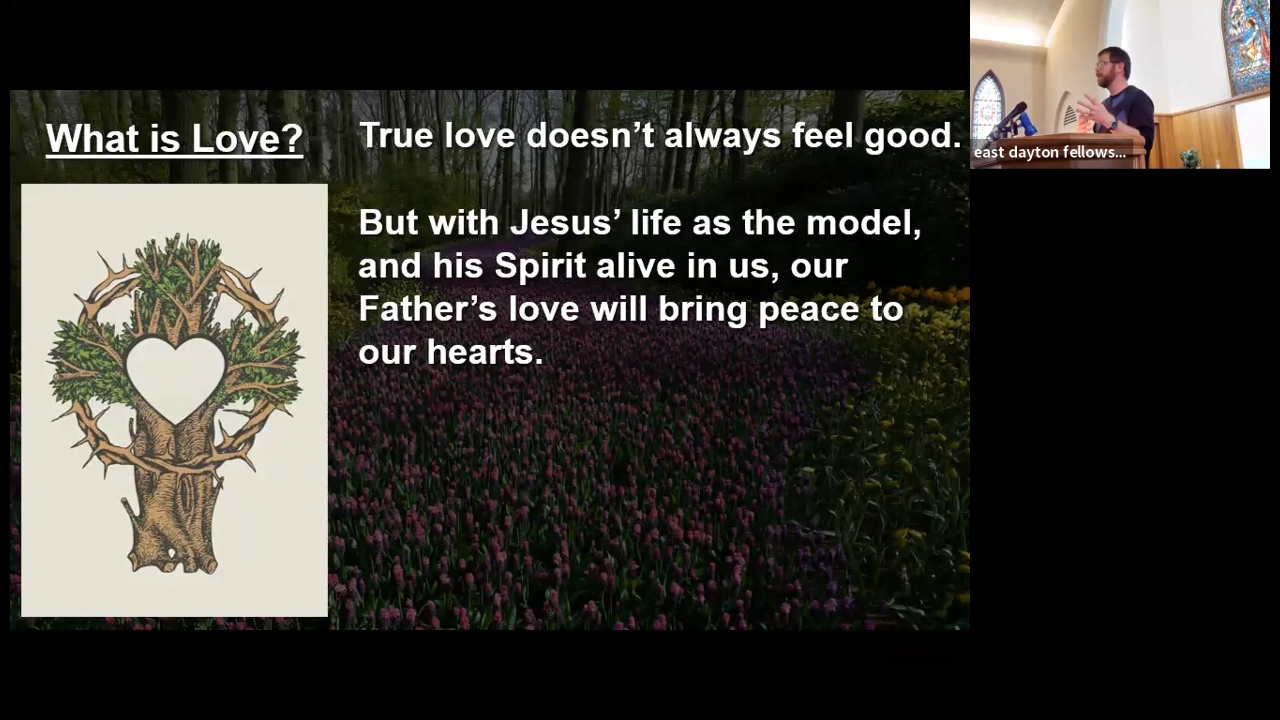 What is Love?
True love doesn’t always feel good.
But with Jesus’ life as the model,
and his Spirit alive in us, our
Father’s love will bring peace to
our hearts.
east dayton fellows...